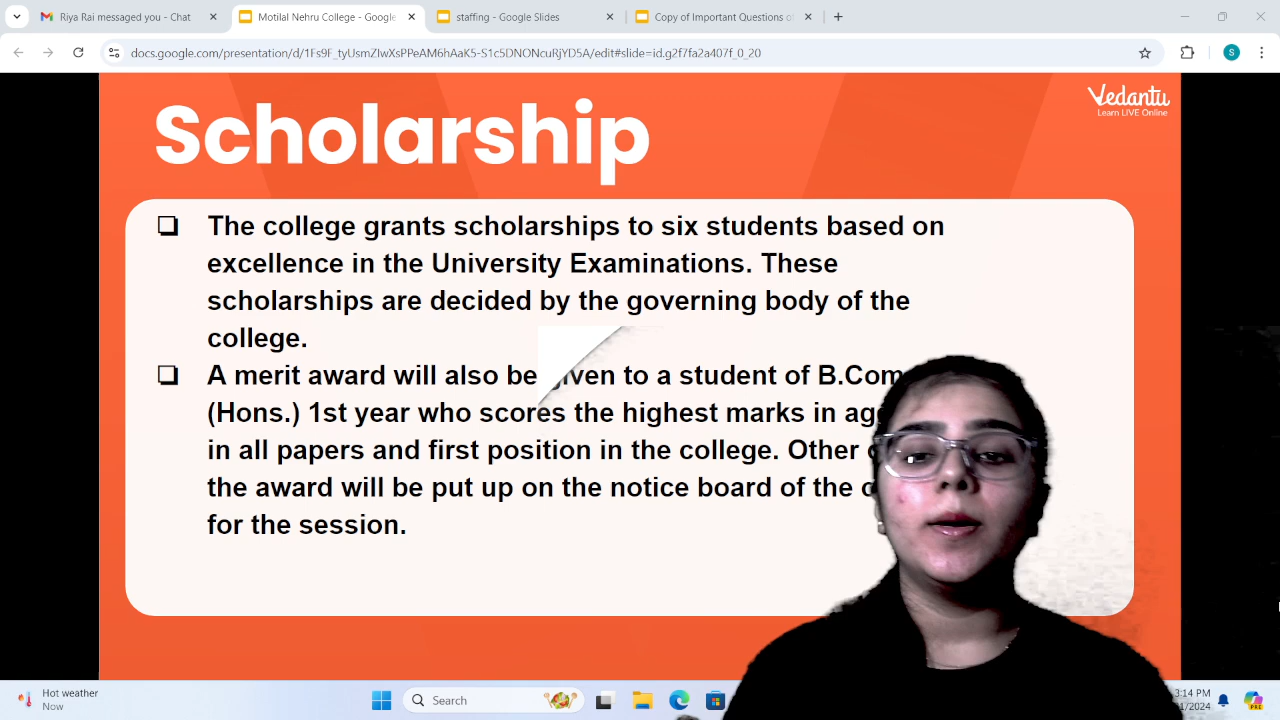 Riya Rai messaged you - Chat
Motilal Nehru College - Google
staffing - Google Slides
Copy of Important Questions of
docs.google.com/presentation/d/1Fs9F_tyUsmZIwXsPPeAM6hAaK5-S1c5DNONcuRjYD5A/edit#slide=id.g2f7fa2a407f_0_20
S
Scholarship
Vedantu
Learn LIVE Online
❏ The college grants scholarships to six students based on
excellence in the University Examinations. These
scholarships are decided by the governing body of the
college.
❏ A merit award will also be given to a student of B.Com
(Hons.) 1st year who scores the highest marks in
in all papers and first position in the college. Other
the award will be put up on the notice board of the
for the session.
Hot weather
Now
Search
3:14 PM
1/2024
PRE